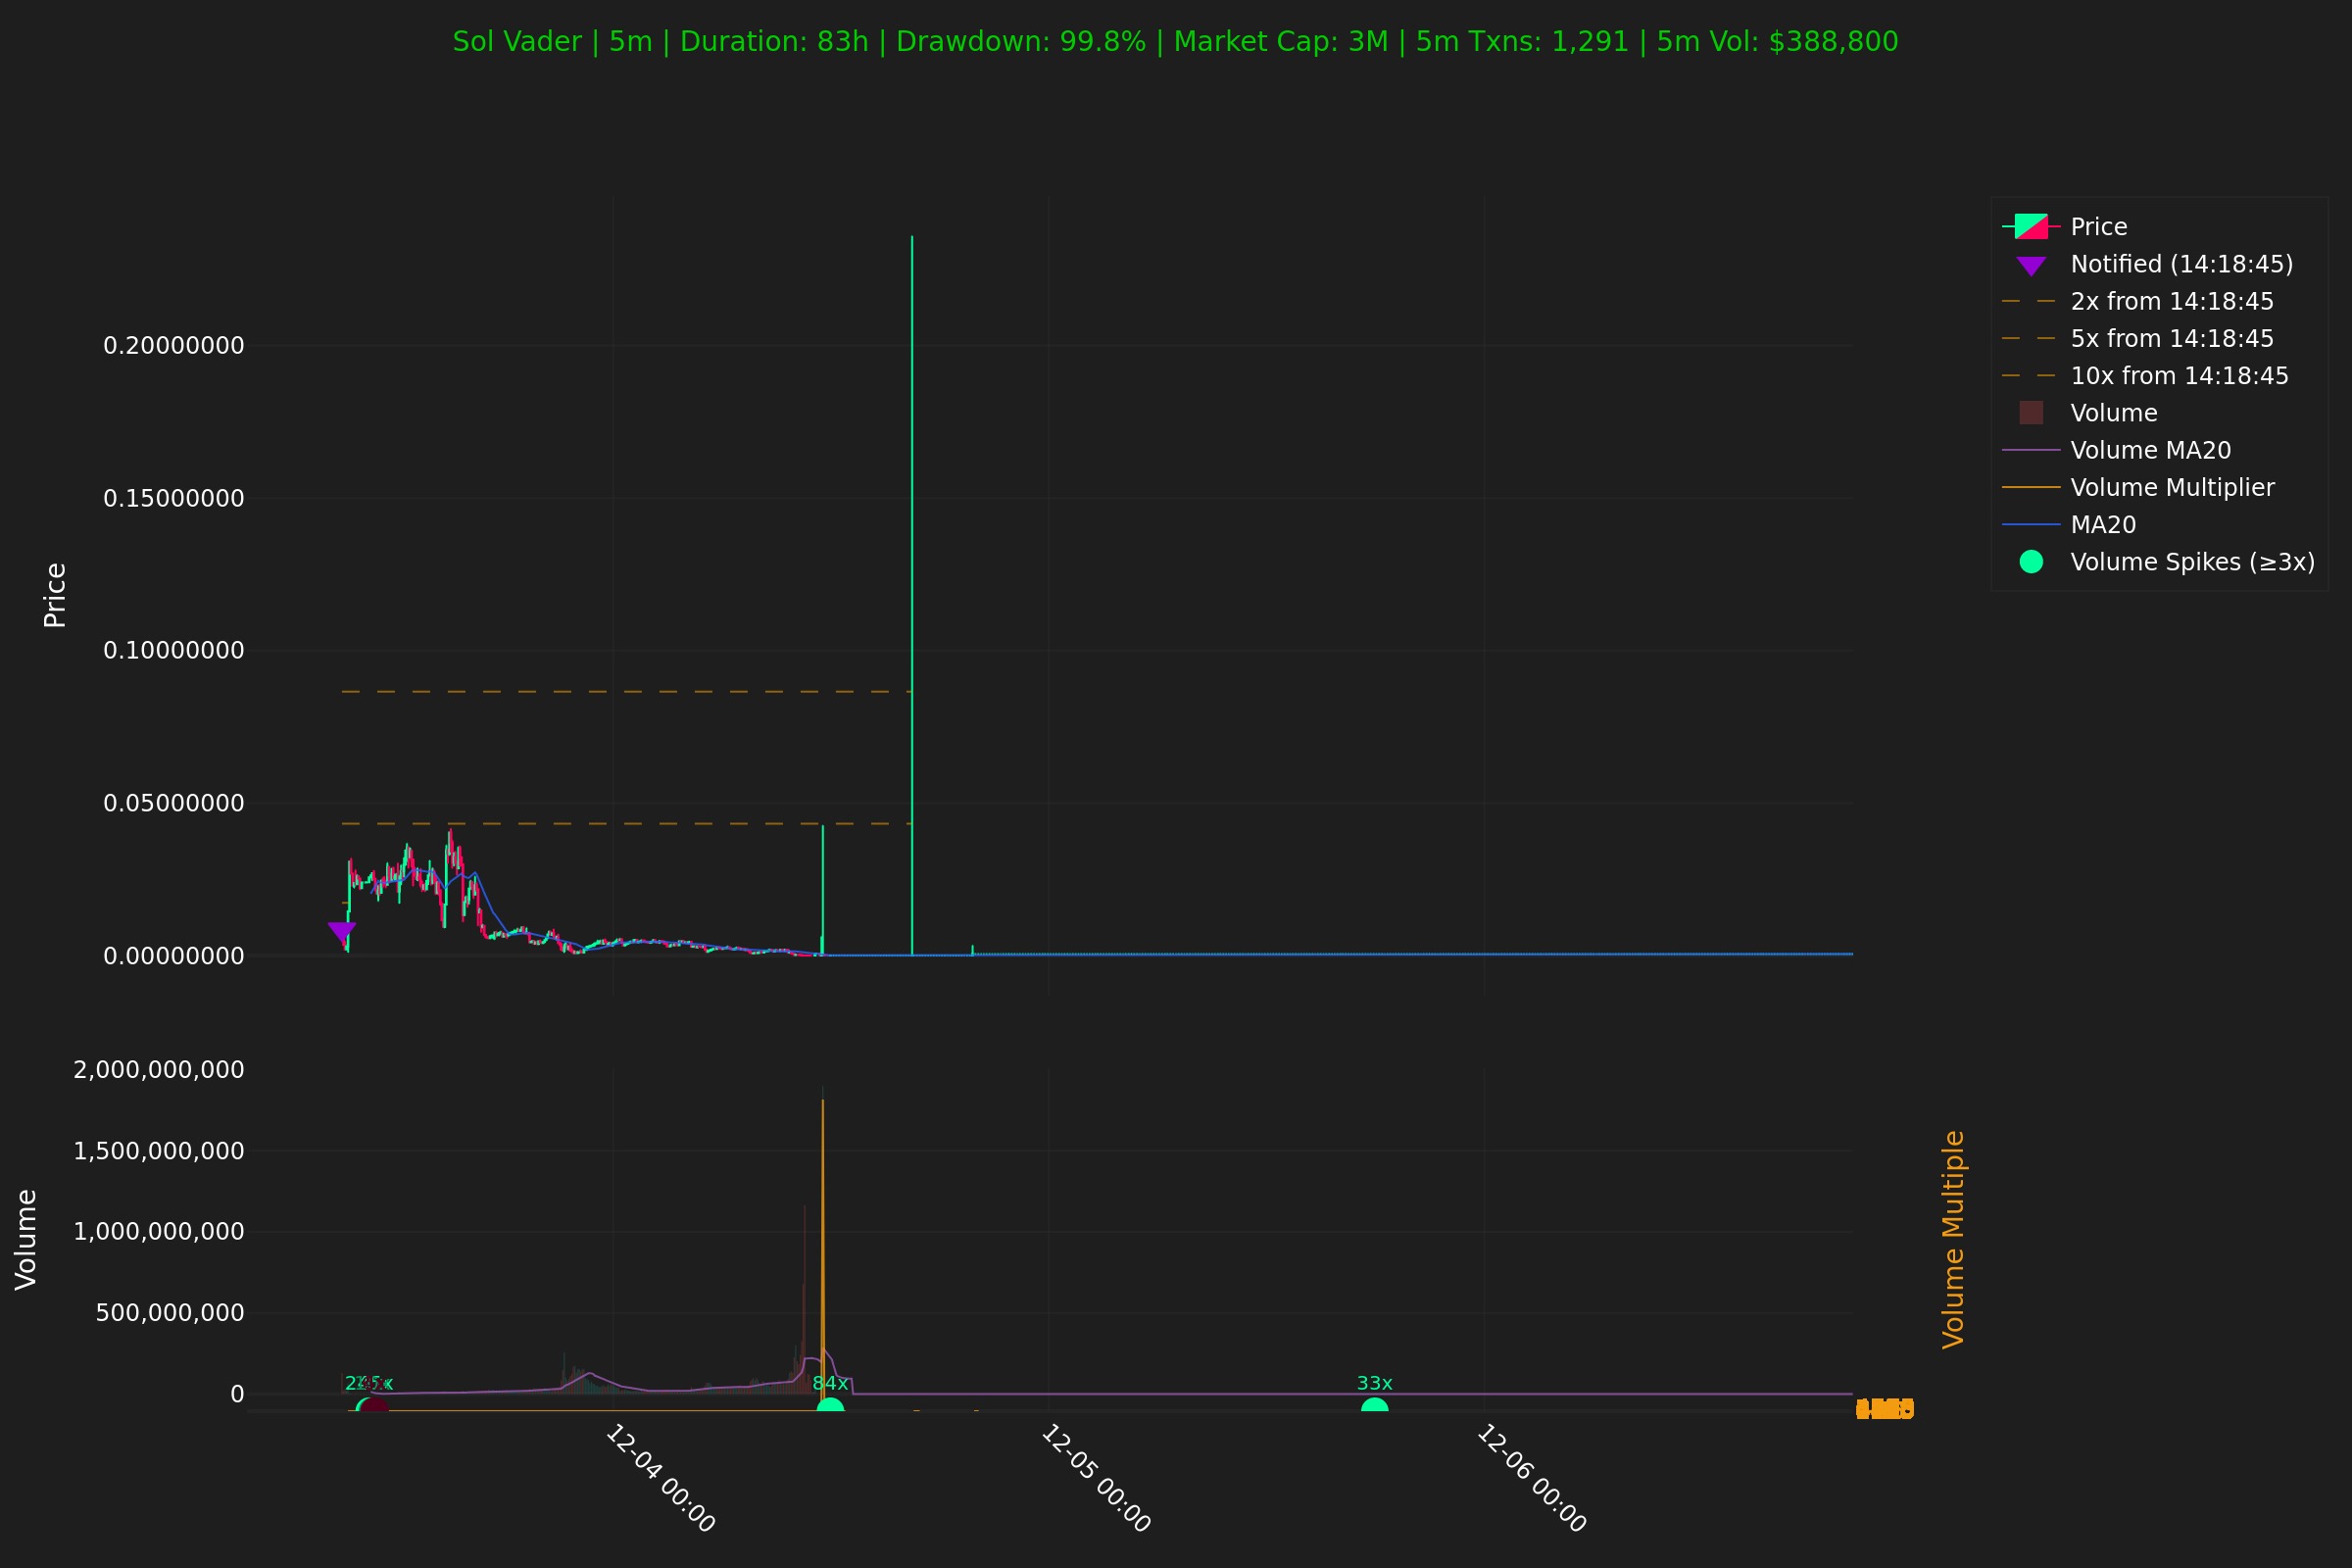 Sol Vader | 5m | Duration: 83h | Drawdown: 99.8% | Market Cap: 3M | 5m Txns: 1,291 | 5m Vol: $388,800
Price
0.20000000
0.15000000
0.10000000
0.05000000
0.00000000
Price
Notified (14:18:45)
2x from 14:18:45
5x from 14:18:45
10x from 14:18:45
Volume
Volume MA20
Volume Multiplier
MA20
Volume Spikes (≥3x)
Volume
2,000,000,000
1,500,000,000
1,000,000,000
500,000,000
0
84x
33x
Volume Multiple
12-04 00:00
12-05 00:00
12-06 00:00